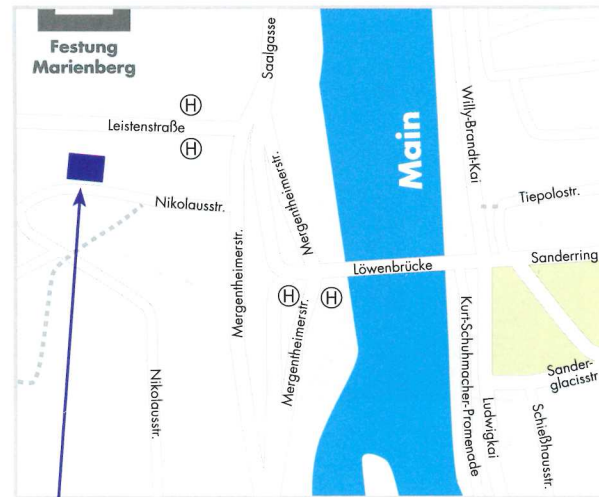 Festung
Marienberg
Saalgasse
H
Leistenstraße
H
Main
Willy-Brandt-Kai
Mergentheimerstr.
Nikolausstr.
Tiepolostr.
Mergentheimerstr.
Löwenbrücke
Sanderring
H
H
Mergentheimerstr.
Nikolausstr.
Kurt-Schuhmacher-Promenade
Ludwigkai
Sander-
glacisstr
Schießhausstr.